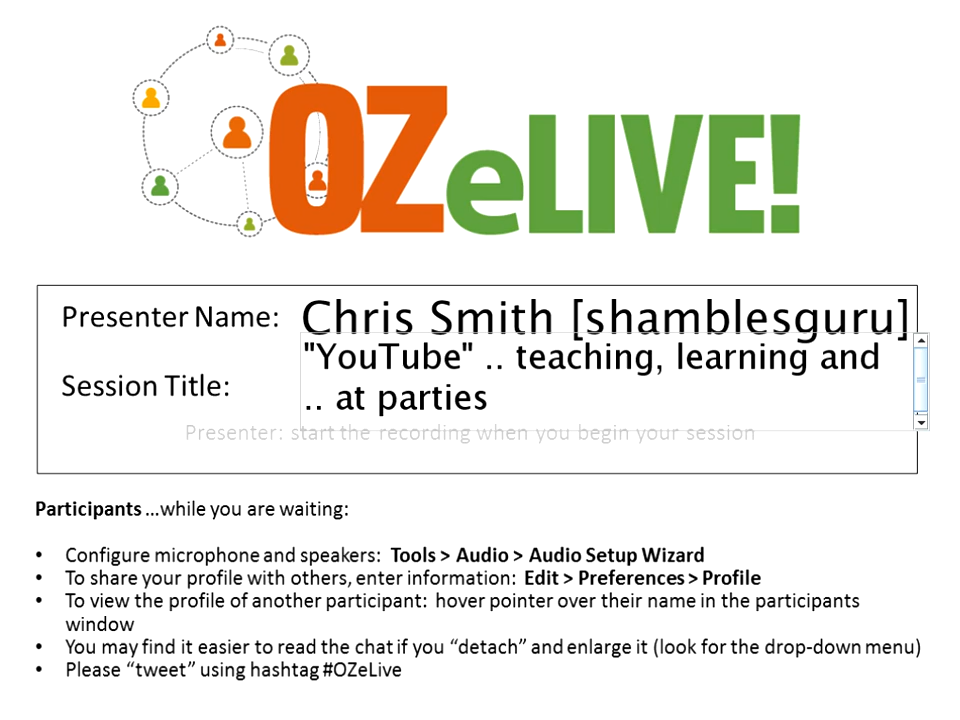 OZeLIVE!
Presenter Name: Chris Smith [shamblesguru]
"YouTube" .. teaching, learning and
Session Title:
.. at parties
Presenter: start the recording when you begin your session
Participants ...while you are waiting:
• Configure microphone and speakers: Tools > Audio > Audio Setup Wizard
• To share your profile with others, enter information: Edit > Preferences > Profile
• To view the profile of another participant: hover pointer over their name in the participants
window
• You may find it easier to read the chat if you “detach” and enlarge it (look for the drop-down menu)
• Please “tweet” using hashtag #OZeLive